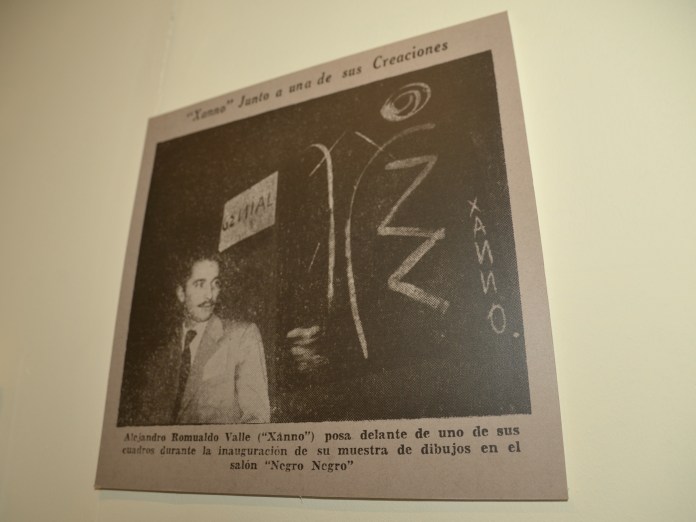 "Xanno" Junto a una de sus Creaciones
GENIAL
XANNO.
Alejandro Romualdo Valle ("Xánno") posa delante de uno de sus
cuadros durante la inauguración de su muestra de dibujos en el
salón "Negro Negro"